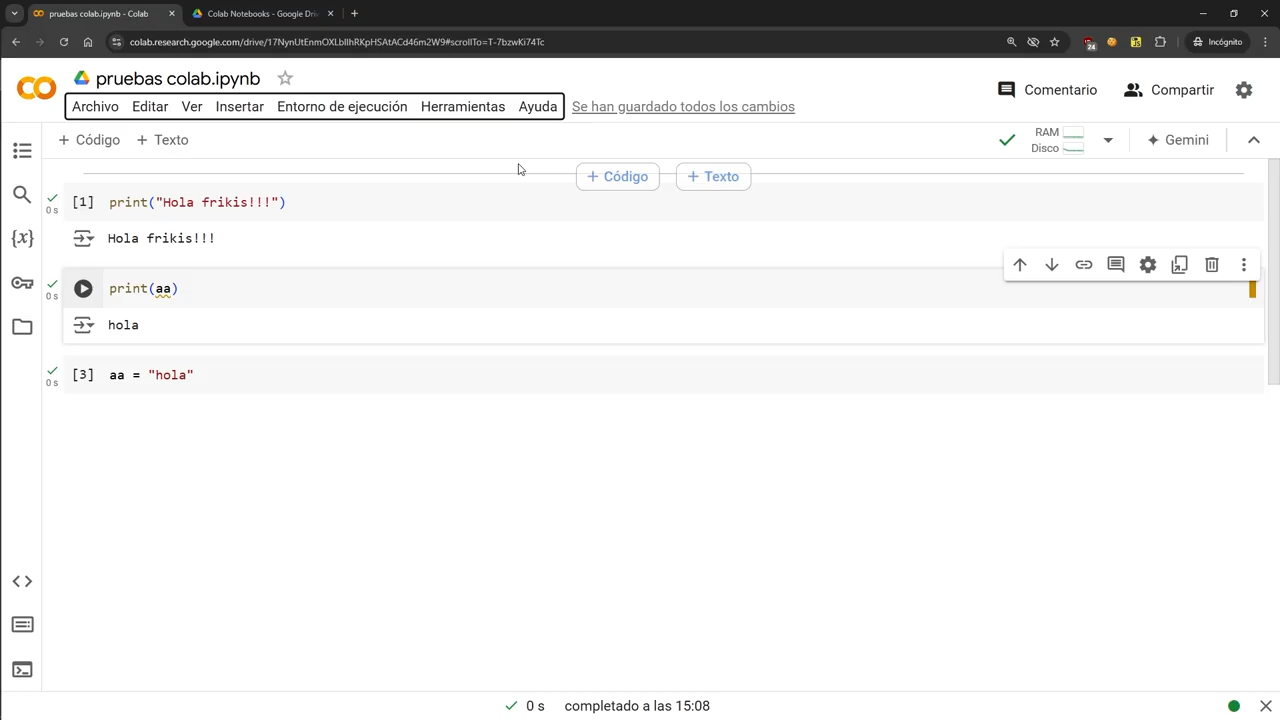 pruebas colab.ipynb - Colab
Colab Notebooks - Google Dri
colab.research.google.com/drive/17NynUtEnmOXLbIlhRKpHSAtACd46m2W9#scrollTo=T-7bzwKi74Tc
24
Incógnito
pruebas colab.ipynb
Archivo Editar Ver Insertar Entorno de ejecución Herramientas Ayuda Se han guardado todos los cambios
Comentario
Compartir
+ Código + Texto
RAM
Disco
Gemini
+ Código
+ Texto
[1] print("Hola frikis!!!")
0 s
Hola frikis!!!
print(aa)
0 s
hola
[3] aa = "hola"
0 s
0 s completado a las 15:08